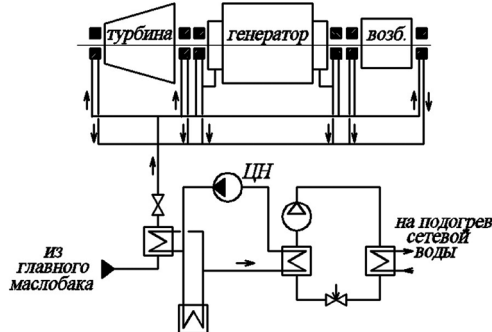 турбина генератор возб.
ЦН
на подогрев
сетевой
воды
из
главного
маслобака